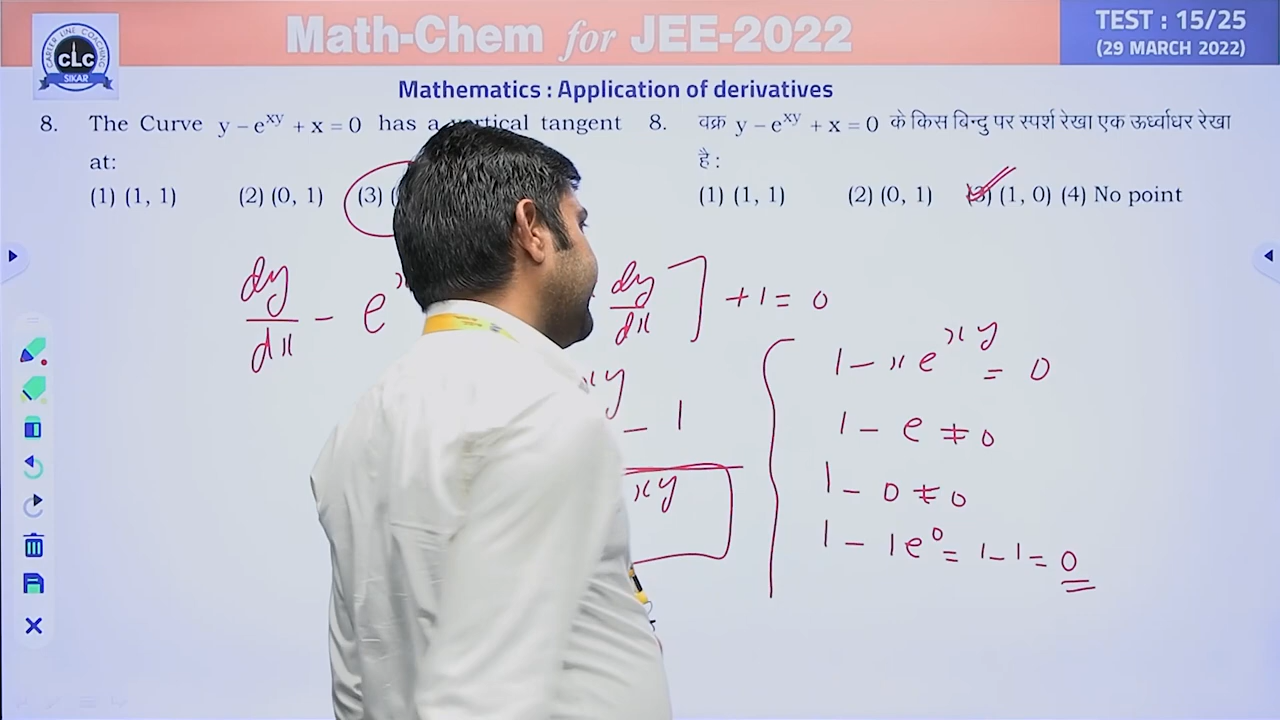 Math-Chem for JEE-2022
TEST : 15/25
(29 MARCH 2022)
CAREER LINE COACHING
CLC
SIKAR
Mathematics : Application of derivatives
8. The Curve y – e^xy + x = 0 has a vertical tangent at:
(1) (1, 1) (2) (0, 1) (3) (
8. वक्र y – e^xy + x = 0 के किस बिन्दु पर स्पर्श रेखा एक ऊर्ध्वाधर रेखा
है :
(1) (1, 1) (2) (0, 1) (3) (1, 0) (4) No point
dy/dx – e dy/dx ] + 1 = 0
xy – 1
xy
1 – x e^xy = 0
1 – e ≠ 0
1 – 0 ≠ 0
1 – 1e^0 = 1 – 1 = 0